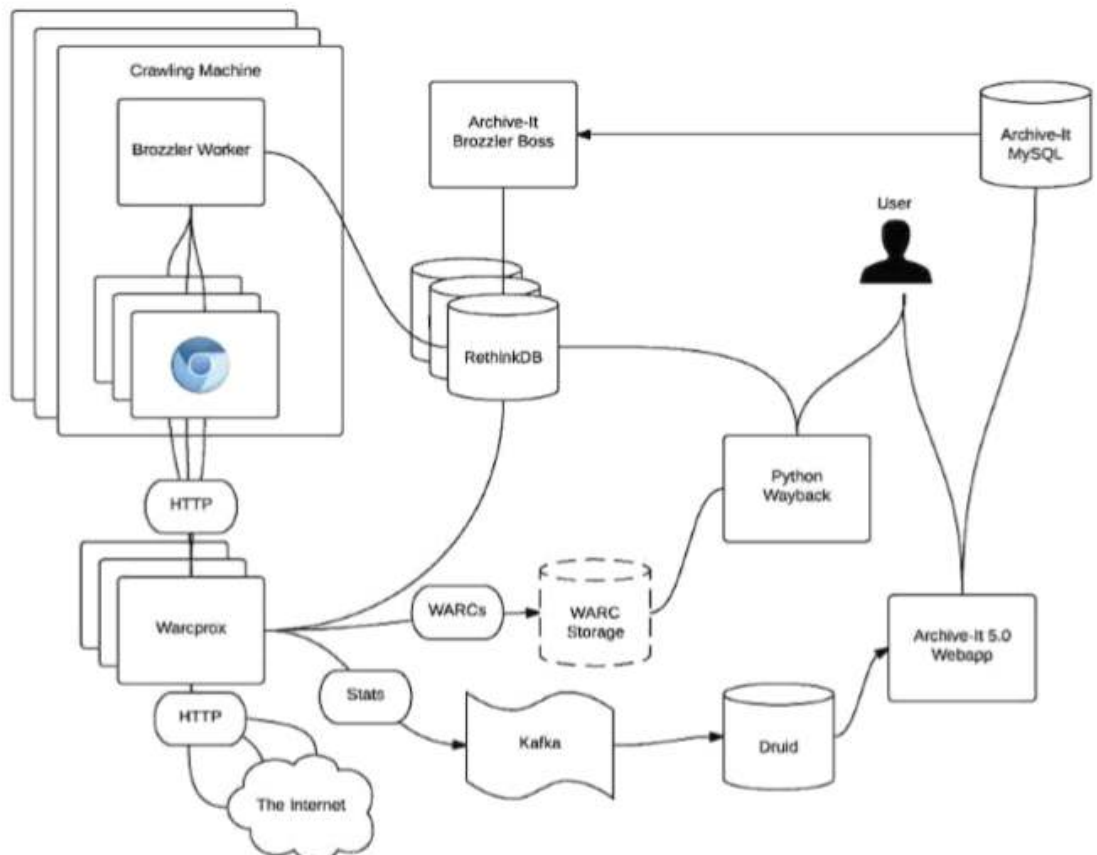 Crawling Machine
Brozzler Worker
Archive-It
Brozzler Boss
Archive-It
MySQL
User
RethinkDB
HTTP
Python
Wayback
Warcprox
WARCs
WARC
Storage
Archive-It 5.0
Webapp
Stats
HTTP
Kafka
Druid
The Internet